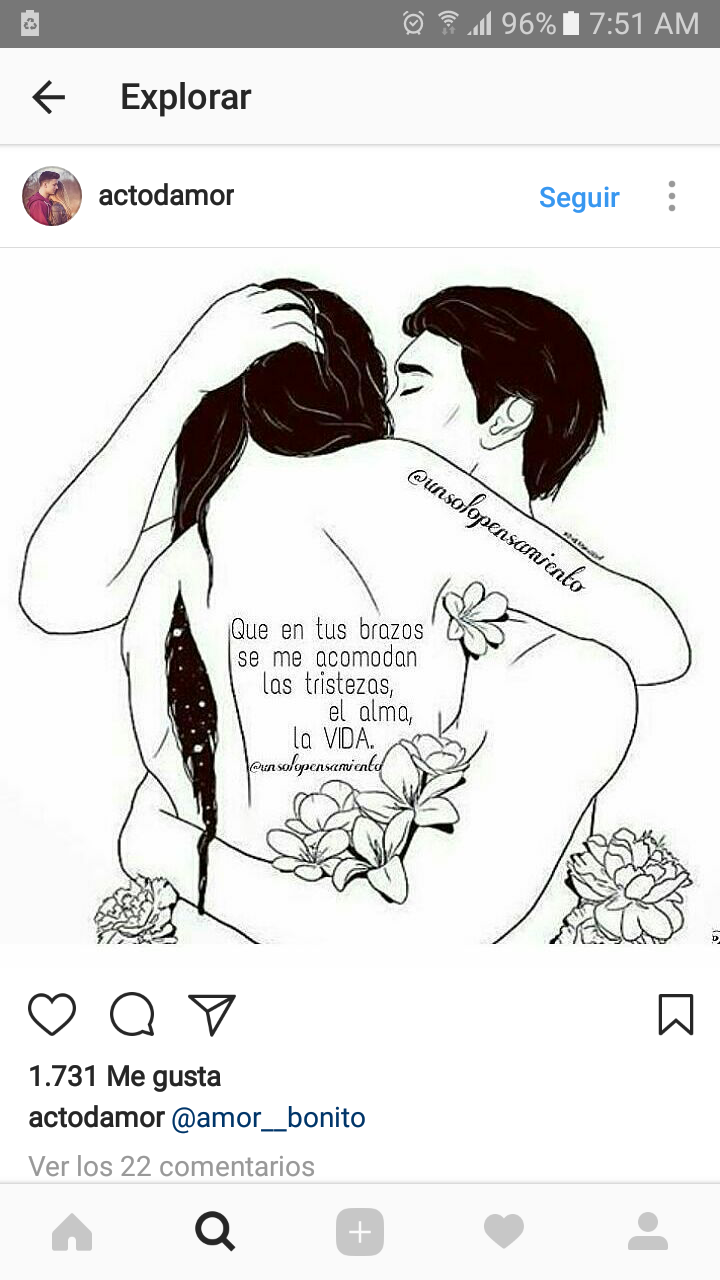 96% 7:51 AM
Explorar
actodamor
Seguir
@unsolopensamiento
Que en tus brazos
se me acomodan
las tristezas,
el alma,
la VIDA.
@unsolopensamiento
1.731 Me gusta
actodamor @amor__bonito
Ver los 22 comentarios